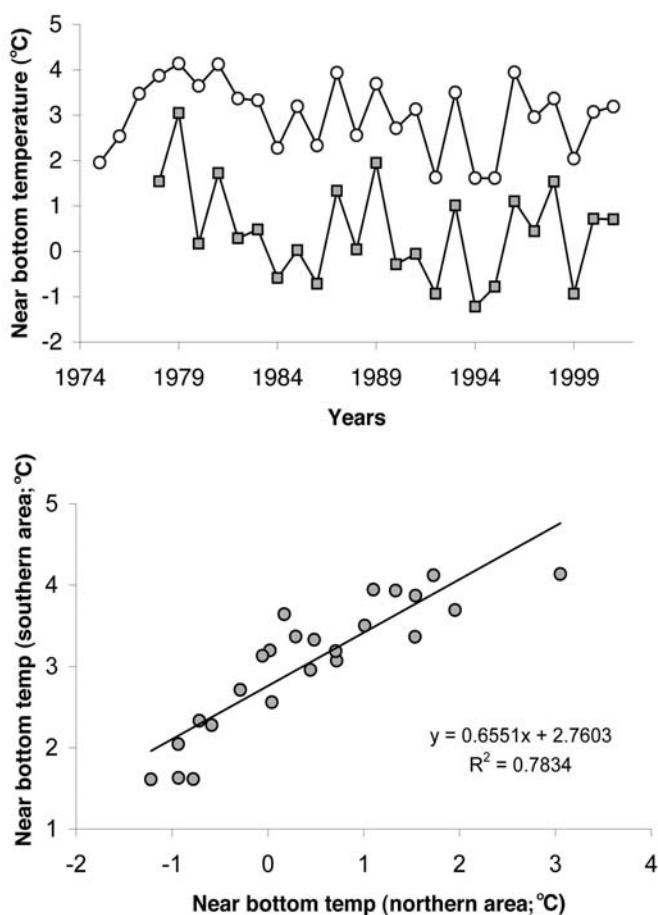 Near bottom temperature (°C)
5
4
3
2
1
0
-1
-2
1974 1979 1984 1989 1994 1999
Years
Near bottom temp (southern area;°C)
5
4
3
2
1
y = 0.6551x + 2.7603
R² = 0.7834
-2 -1 0 1 2 3 4
Near bottom temp (northern area;°C)